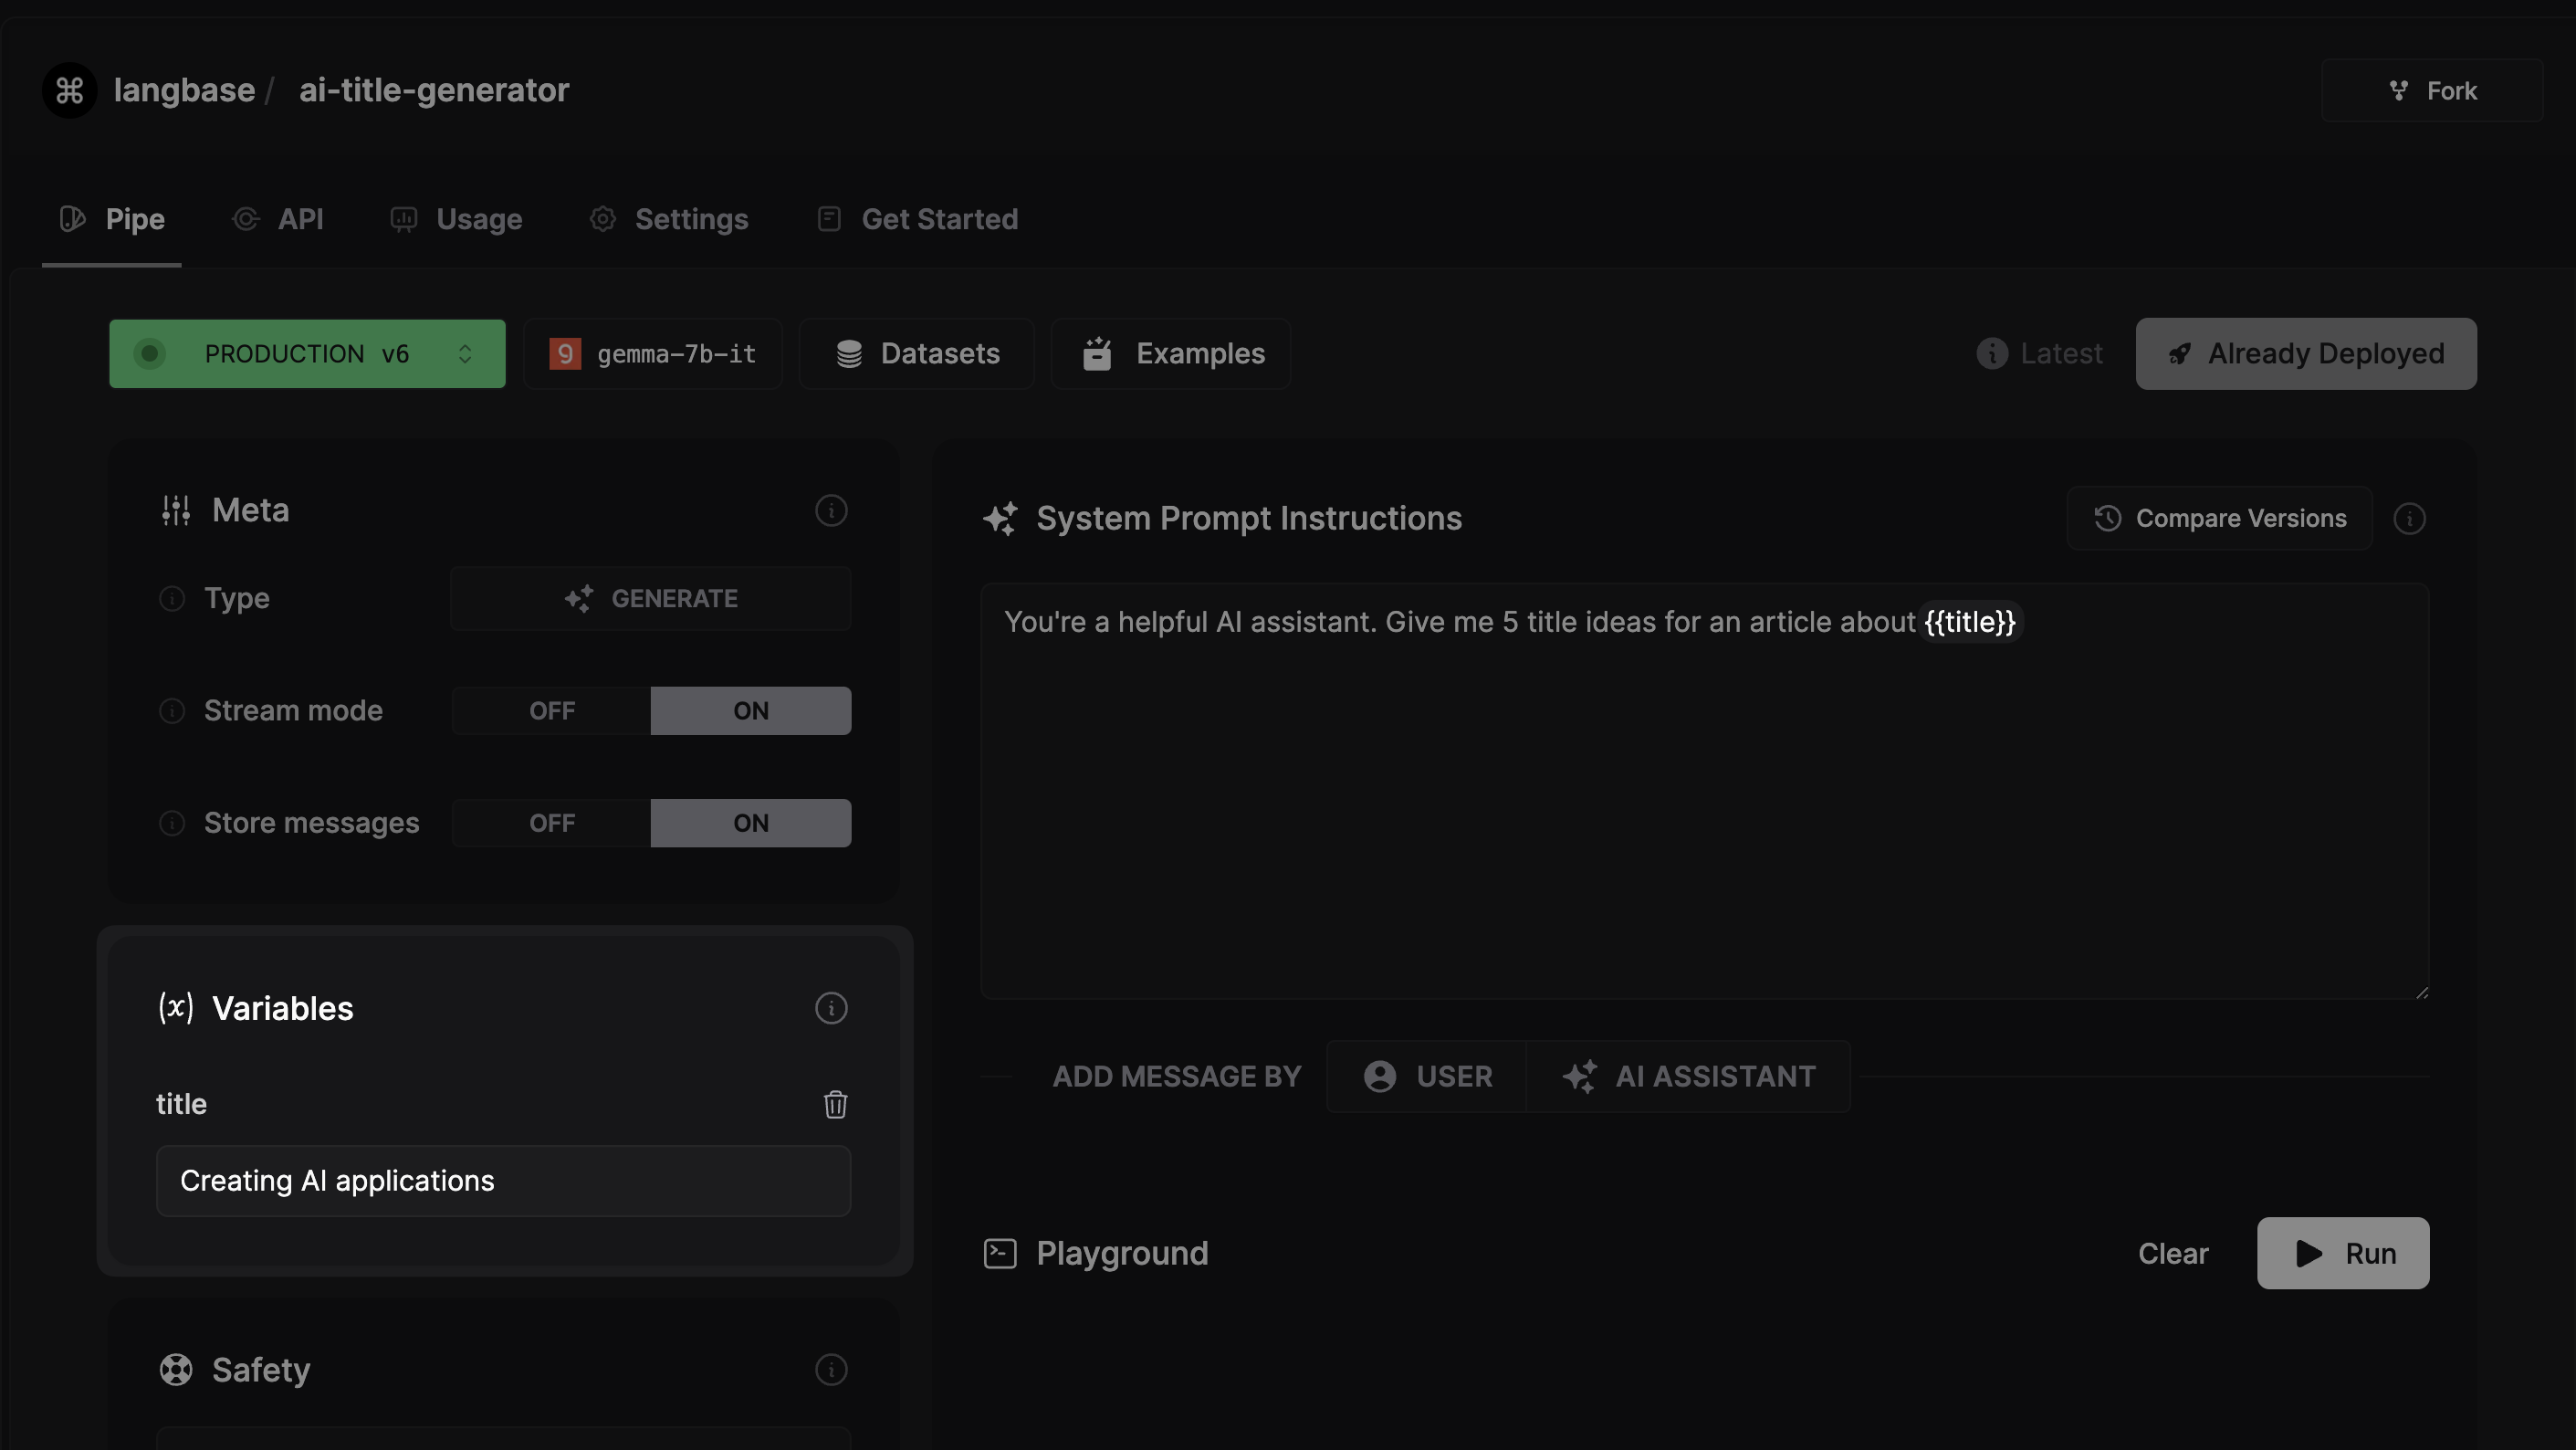 langbase / ai-title-generator
Fork
Pipe
API
Usage
Settings
Get Started
PRODUCTION v6
g
gemma-7b-it
Datasets
Examples
Latest
Already Deployed
Meta
Type
GENERATE
Stream mode
OFF
ON
Store messages
OFF
ON
(x) Variables
title
Creating AI applications
Safety
System Prompt Instructions
Compare Versions
You're a helpful AI assistant. Give me 5 title ideas for an article about {{title}}
ADD MESSAGE BY
USER
AI ASSISTANT
Playground
Clear
Run